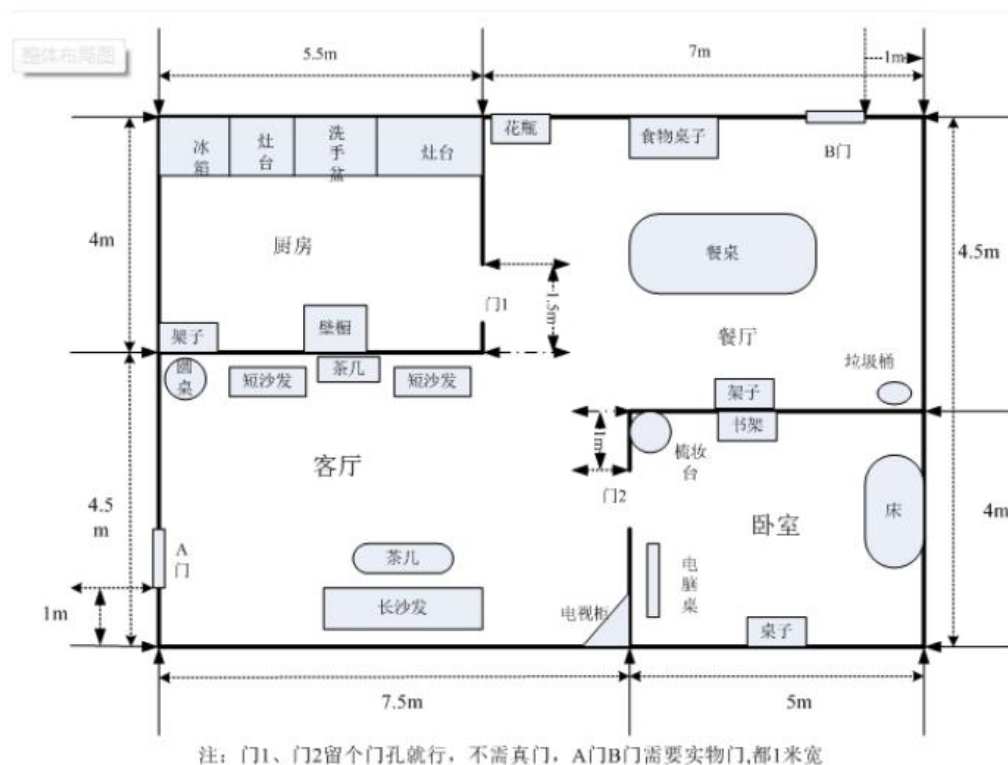 整体布局图
5.5m
7m
1m
冰箱
灶台
洗手盆
灶台
花瓶
食物桌子
B门
4m
厨房
餐桌
4.5m
门1
1.5m
架子
壁橱
餐厅
圆桌
短沙发
茶几
短沙发
垃圾桶
架子
书架
1m
梳妆台
客厅
门2
床
4.5m
卧室
4m
A门
茶几
电脑桌
1m
长沙发
电视柜
桌子
7.5m
5m
注：门1、门2留个门孔就行，不需真门，A门B门需要实物门,都1米宽